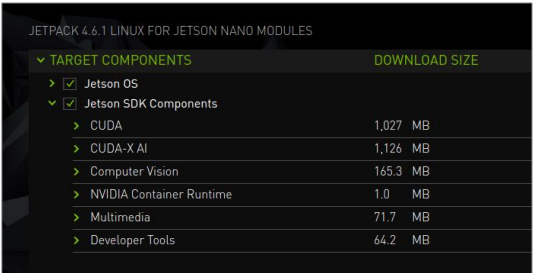 JETPACK 4.6.1 LINUX FOR JETSON NANO MODULES
TARGET COMPONENTS DOWNLOAD SIZE
Jetson OS
Jetson SDK Components
CUDA 1,027 MB
CUDA-X AI 1,126 MB
Computer Vision 165.3 MB
NVIDIA Container Runtime 1.0 MB
Multimedia 71.7 MB
Developer Tools 64.2 MB